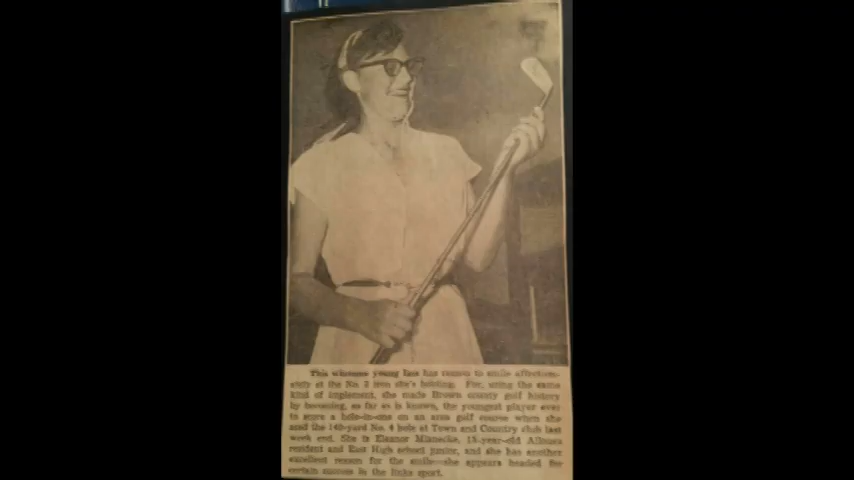 This winsome young lass has reason to smile affection-
ately at the No. 2 iron she's holding. For, using the same
kind of implement, she made Brown county golf history
by becoming, so far as is known, the youngest player ever
to score a hole-in-one on an area golf course when she
aced the 140-yard No. 4 hole at Town and Country club last
week end. She is Eleanor 15-year-old Allouez
resident and East High school junior, and she has another
excellent reason for the smile—she appears headed for
certain success in the links sport.